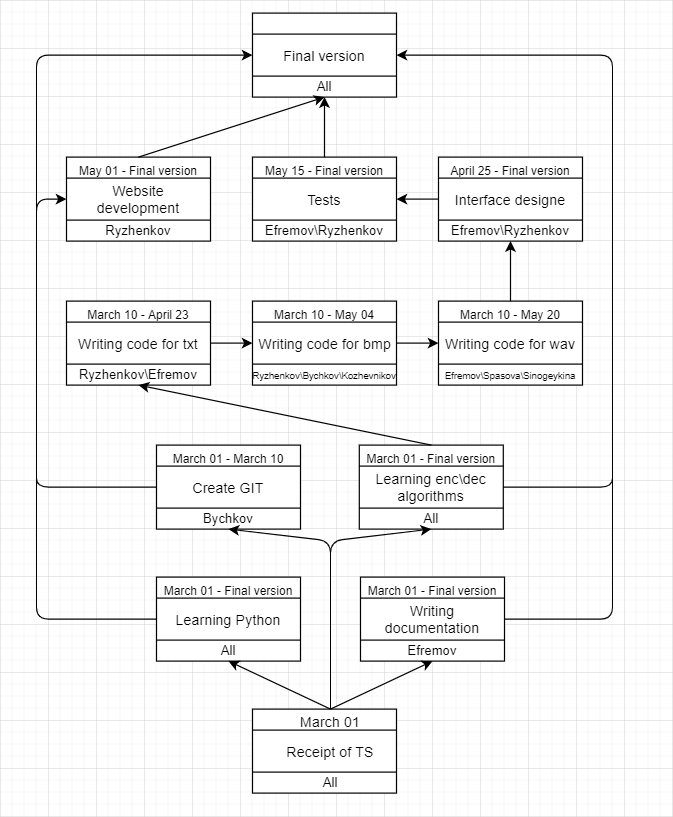 Final version
All
May 01 - Final version
Website
development
Ryzhenkov
May 15 - Final version
Tests
Efremov\Ryzhenkov
April 25 - Final version
Interface designe
Efremov\Ryzhenkov
March 10 - April 23
Writing code for txt
Ryzhenkov\Efremov
March 10 - May 04
Writing code for bmp
Ryzhenkov\Bychkov\Kozhevnikov
March 10 - May 20
Writing code for wav
Efremov\Spasova\Sinogeykina
March 01 - March 10
Create GIT
Bychkov
March 01 - Final version
Learning enc\dec
algorithms
All
March 01 - Final version
Learning Python
All
March 01 - Final version
Writing
documentation
Efremov
March 01
Receipt of TS
All